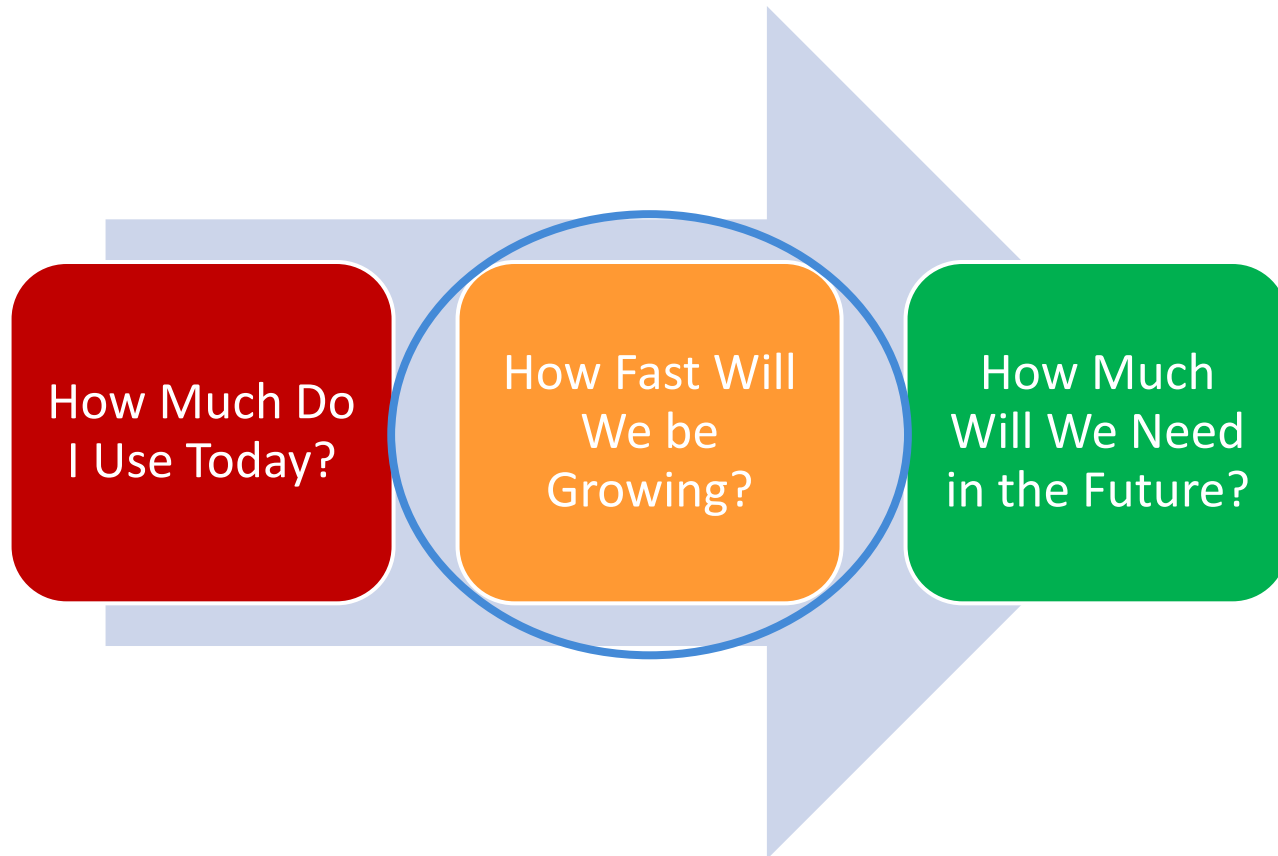 How Much Do
I Use Today?
How Fast Will
We be
Growing?
How Much
Will We Need
in the Future?